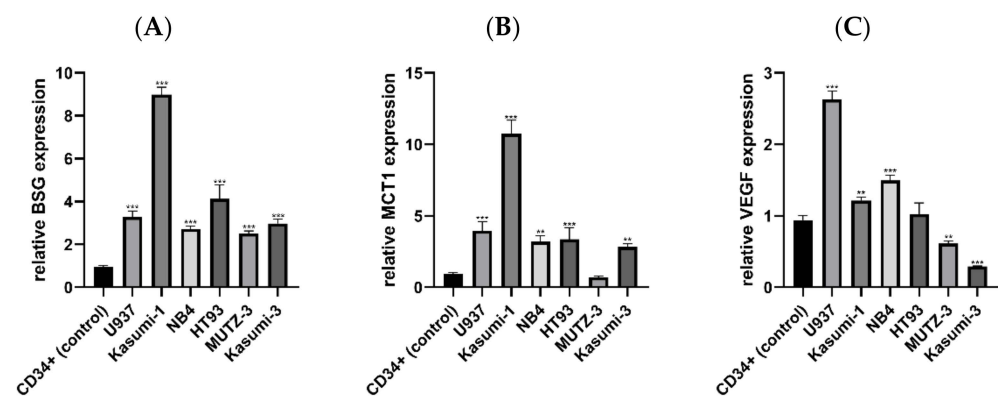 (A)
(B)
(C)
relative BSG expression
10
8
6
4
2
0
***
***
***
***
***
***
CD34+ (control)
U937
Kasumi-1
NB4
HT93
MUTZ-3
Kasumi-3
relative MCT1 expression
15
10
5
0
***
***
**
***
**
CD34+ (control)
U937
Kasumi-1
NB4
HT93
MUTZ-3
Kasumi-3
relative VEGF expression
3
2
1
0
***
**
***
**
***
CD34+ (control)
U937
Kasumi-1
NB4
HT93
MUTZ-3
Kasumi-3